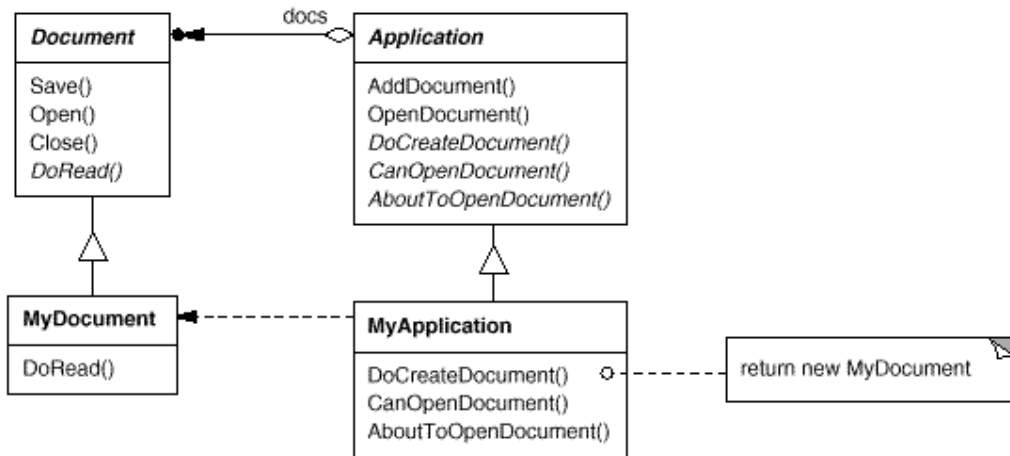 docs
Document
Save()
Open()
Close()
DoRead()
Application
AddDocument()
OpenDocument()
DoCreateDocument()
CanOpenDocument()
AboutToOpenDocument()
MyDocument
DoRead()
MyApplication
DoCreateDocument()
CanOpenDocument()
AboutToOpenDocument()
return new MyDocument